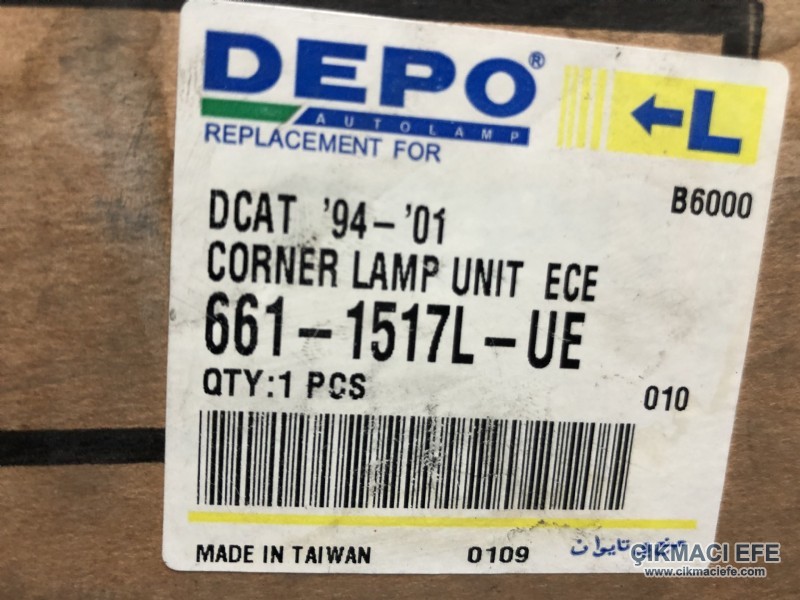 DEPO®
AUTOLAMP
REPLACEMENT FOR
←L
B6000
DCAT '94-'01
CORNER LAMP UNIT ECE
661-1517L-UE
QTY:1 PCS
010
MADE IN TAIWAN 0109 تايوان
ÇIKMACI EFE
www.cikmaciefe.com